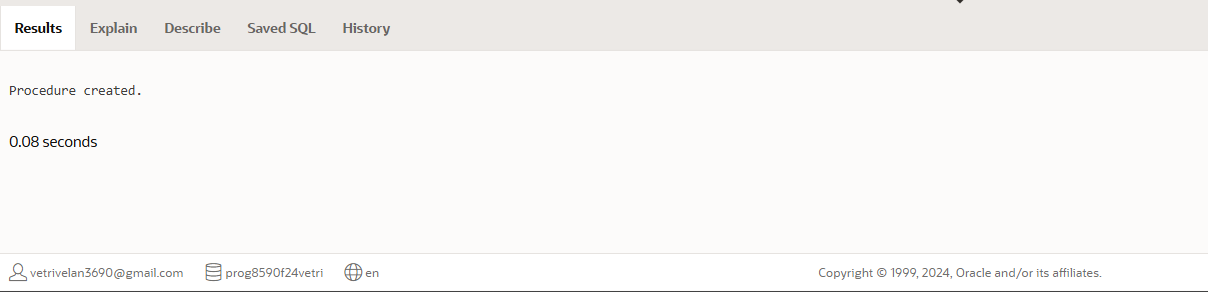 Results Explain Describe Saved SQL History
Procedure created.
0.08 seconds
vetrivelan3690@gmail.com prog8590f24vetri en Copyright © 1999, 2024, Oracle and/or its affiliates.